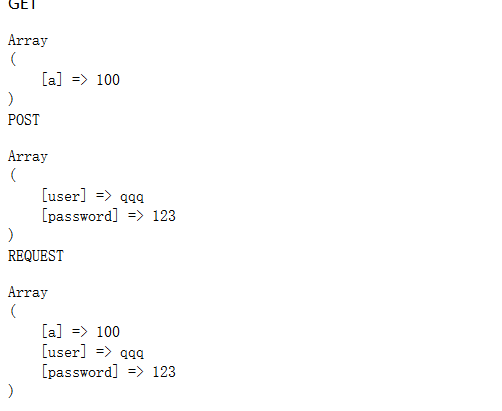 GET
Array
(
    [a] => 100
)
POST
Array
(
    [user] => qqq
    [password] => 123
)
REQUEST
Array
(
    [a] => 100
    [user] => qqq
    [password] => 123
)